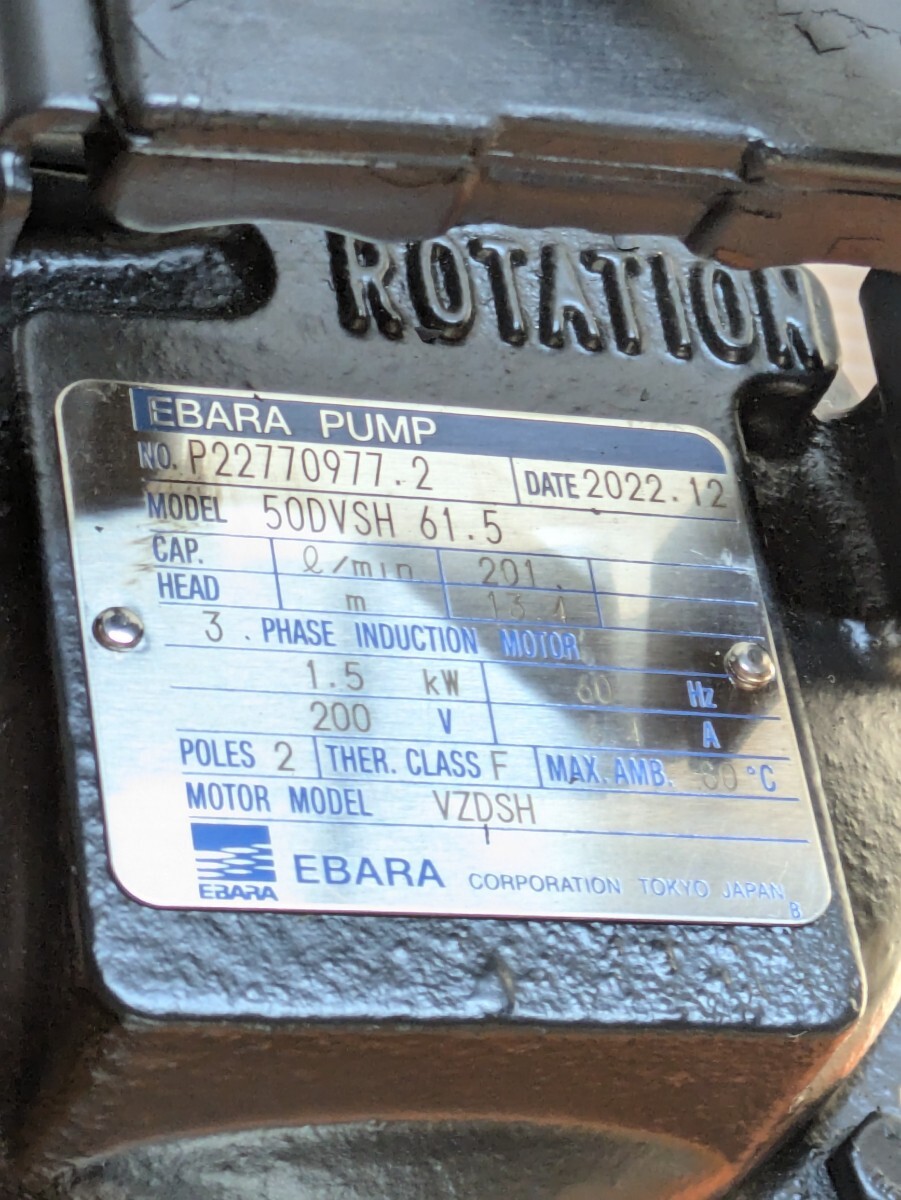 ROTATION
EBARA PUMP
NO. P22770977.2 DATE 2022.12
MODEL 50DVSH 61.5
CAP. ℓ/min 201.
HEAD m 13.1
3. PHASE INDUCTION MOTOR
1.5 kW 60 Hz
200 V A
POLES 2 THER. CLASS F MAX. AMB. °C
MOTOR MODEL VZDSH
EBARA EBARA CORPORATION TOKYO JAPAN
B